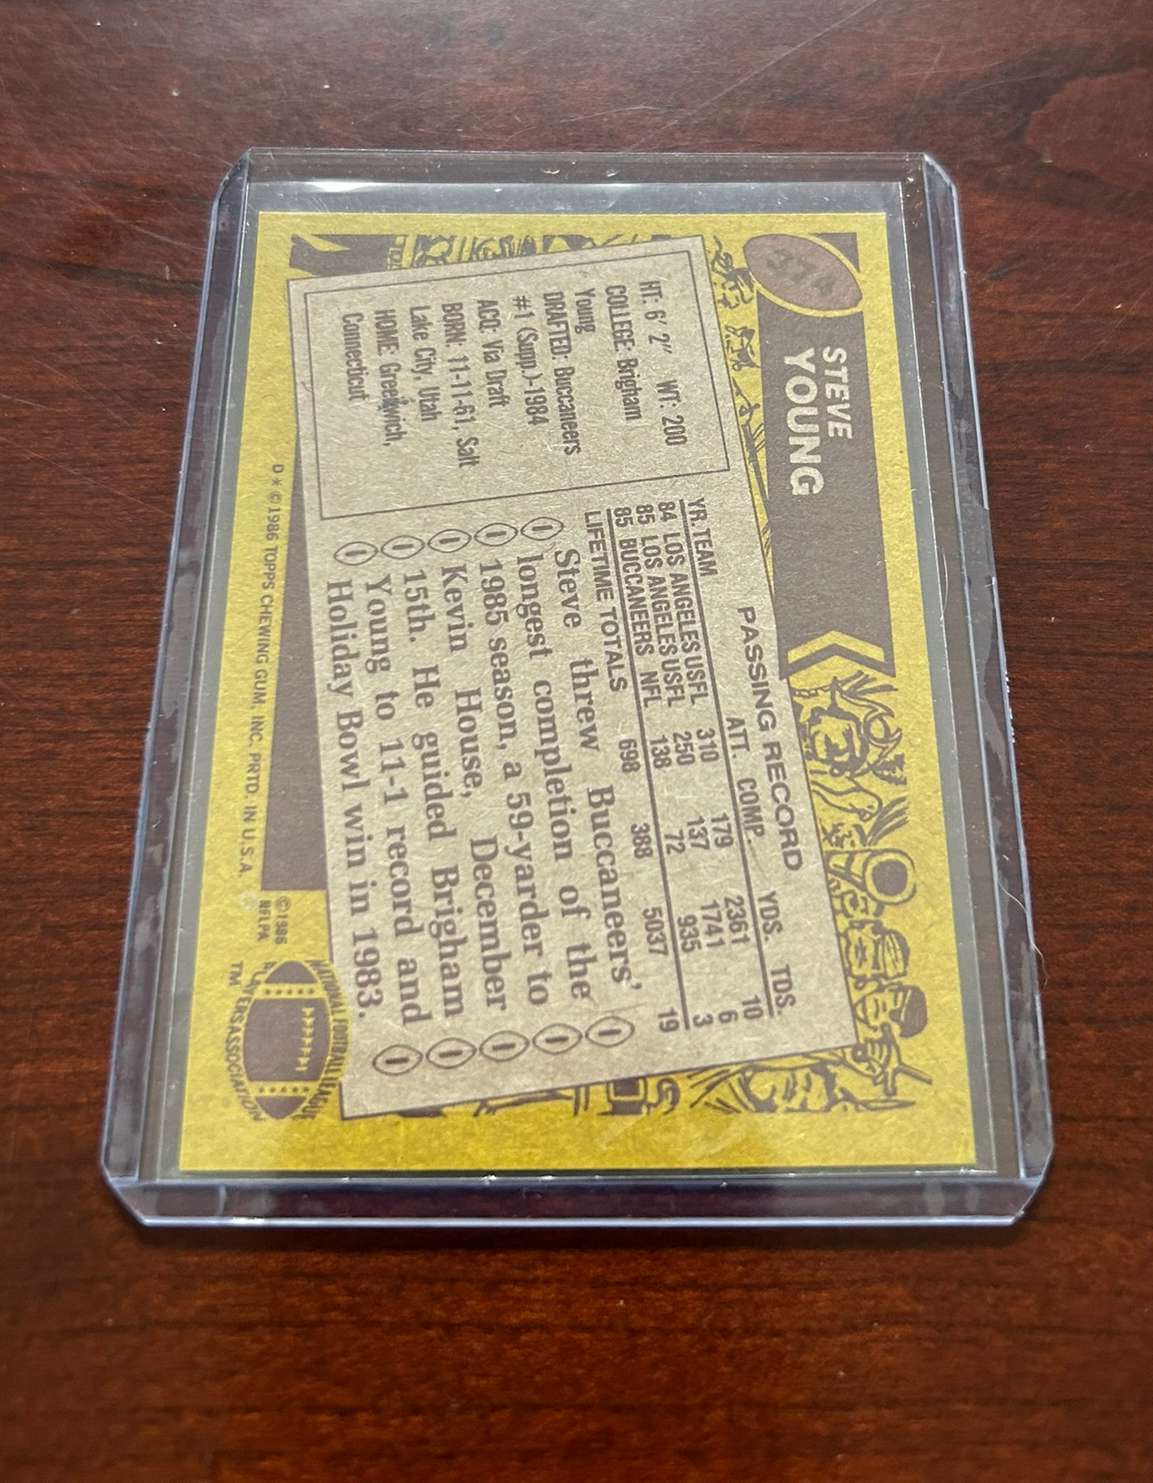 374
STEVE
YOUNG
HT: 6' 2" WT: 200
COLLEGE: Brigham
Young
DRAFTED: Buccaneers
#1 (Supp.)-1984
ACQ: Via Draft
BORN: 11-11-61, Salt
Lake City, Utah
HOME: Greenwich,
Connecticut
PASSING RECORD
YR. TEAM ATT. COMP. YDS. TDS.
84 LOS ANGELES USFL 310 179 2361 10
85 LOS ANGELES USFL 250 137 1741 6
85 BUCCANEERS NFL 138 72 935 3
LIFETIME TOTALS 698 388 5037 19
Steve threw Buccaneers'
longest completion of the
1985 season, a 59-yarder to
Kevin House, December
15th. He guided Brigham
Young to 11-1 record and
Holiday Bowl win in 1983.
D * © 1986 TOPPS CHEWING GUM, INC. PRTD. IN U.S.A.
© 1986
NFLPA
NATIONAL FOOTBALL LEAGUE
PLAYERS ASSOCIATION
TM